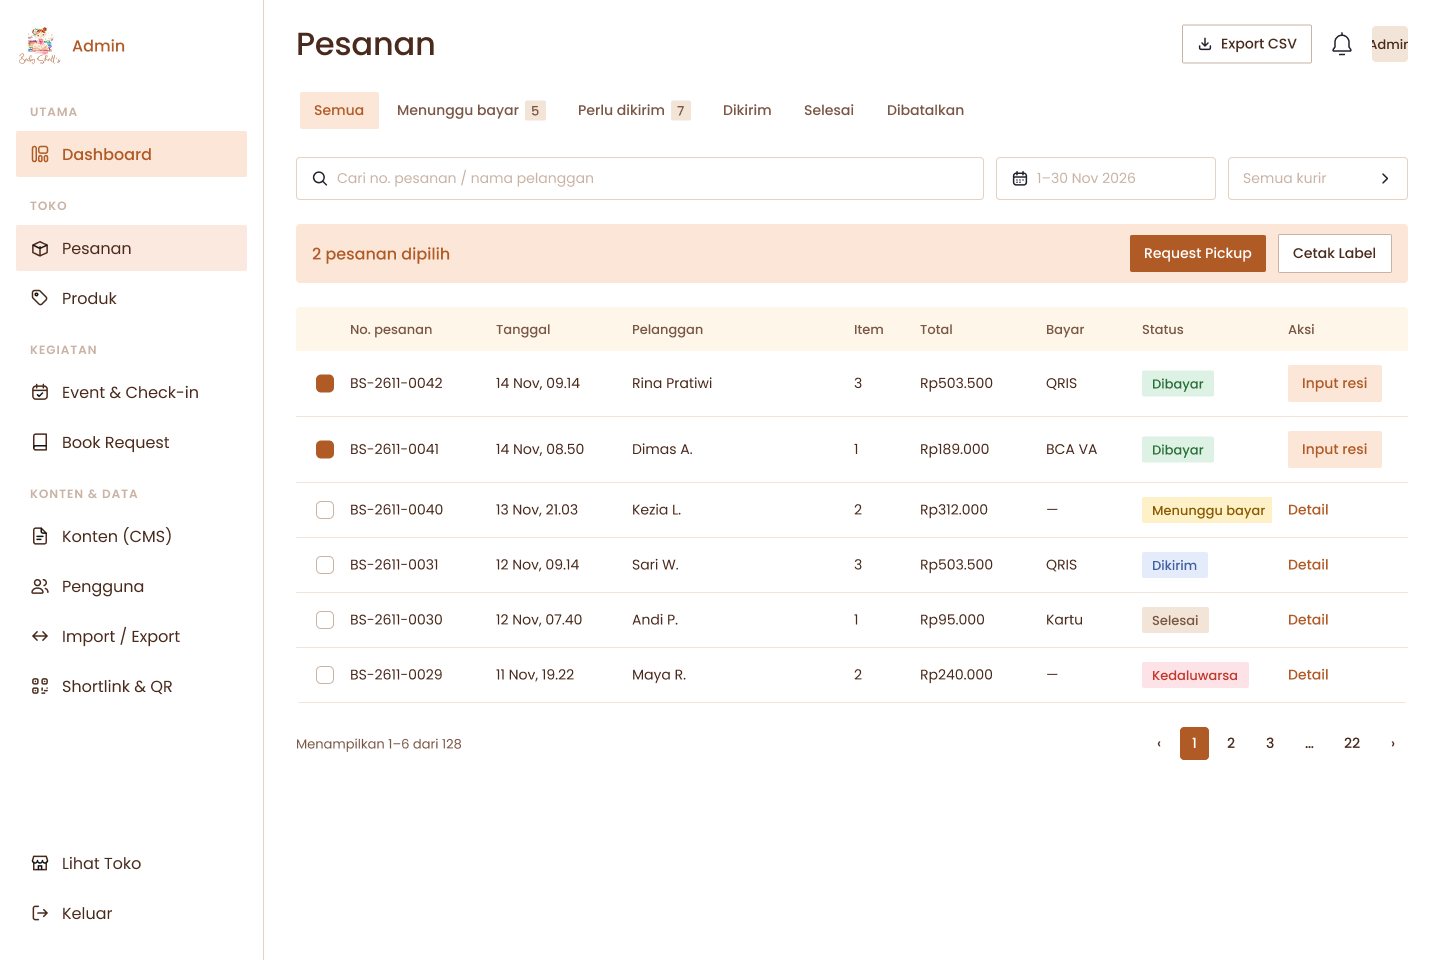 Baby Shell's
Admin
UTAMA
Dashboard
TOKO
Pesanan
Produk
KEGIATAN
Event & Check-in
Book Request
KONTEN & DATA
Konten (CMS)
Pengguna
Import / Export
Shortlink & QR
Lihat Toko
Keluar
Pesanan
Export CSV
Admin
Semua Menunggu bayar 5 Perlu dikirim 7 Dikirim Selesai Dibatalkan
Cari no. pesanan / nama pelanggan 1–30 Nov 2026 Semua kurir
2 pesanan dipilih Request Pickup Cetak Label
No. pesanan Tanggal Pelanggan Item Total Bayar Status Aksi
BS-2611-0042 14 Nov, 09.14 Rina Pratiwi 3 Rp503.500 QRIS Dibayar Input resi
BS-2611-0041 14 Nov, 08.50 Dimas A. 1 Rp189.000 BCA VA Dibayar Input resi
BS-2611-0040 13 Nov, 21.03 Kezia L. 2 Rp312.000 — Menunggu bayar Detail
BS-2611-0031 12 Nov, 09.14 Sari W. 3 Rp503.500 QRIS Dikirim Detail
BS-2611-0030 12 Nov, 07.40 Andi P. 1 Rp95.000 Kartu Selesai Detail
BS-2611-0029 11 Nov, 19.22 Maya R. 2 Rp240.000 — Kedaluwarsa Detail
Menampilkan 1–6 dari 128 ‹ 1 2 3 … 22 ›